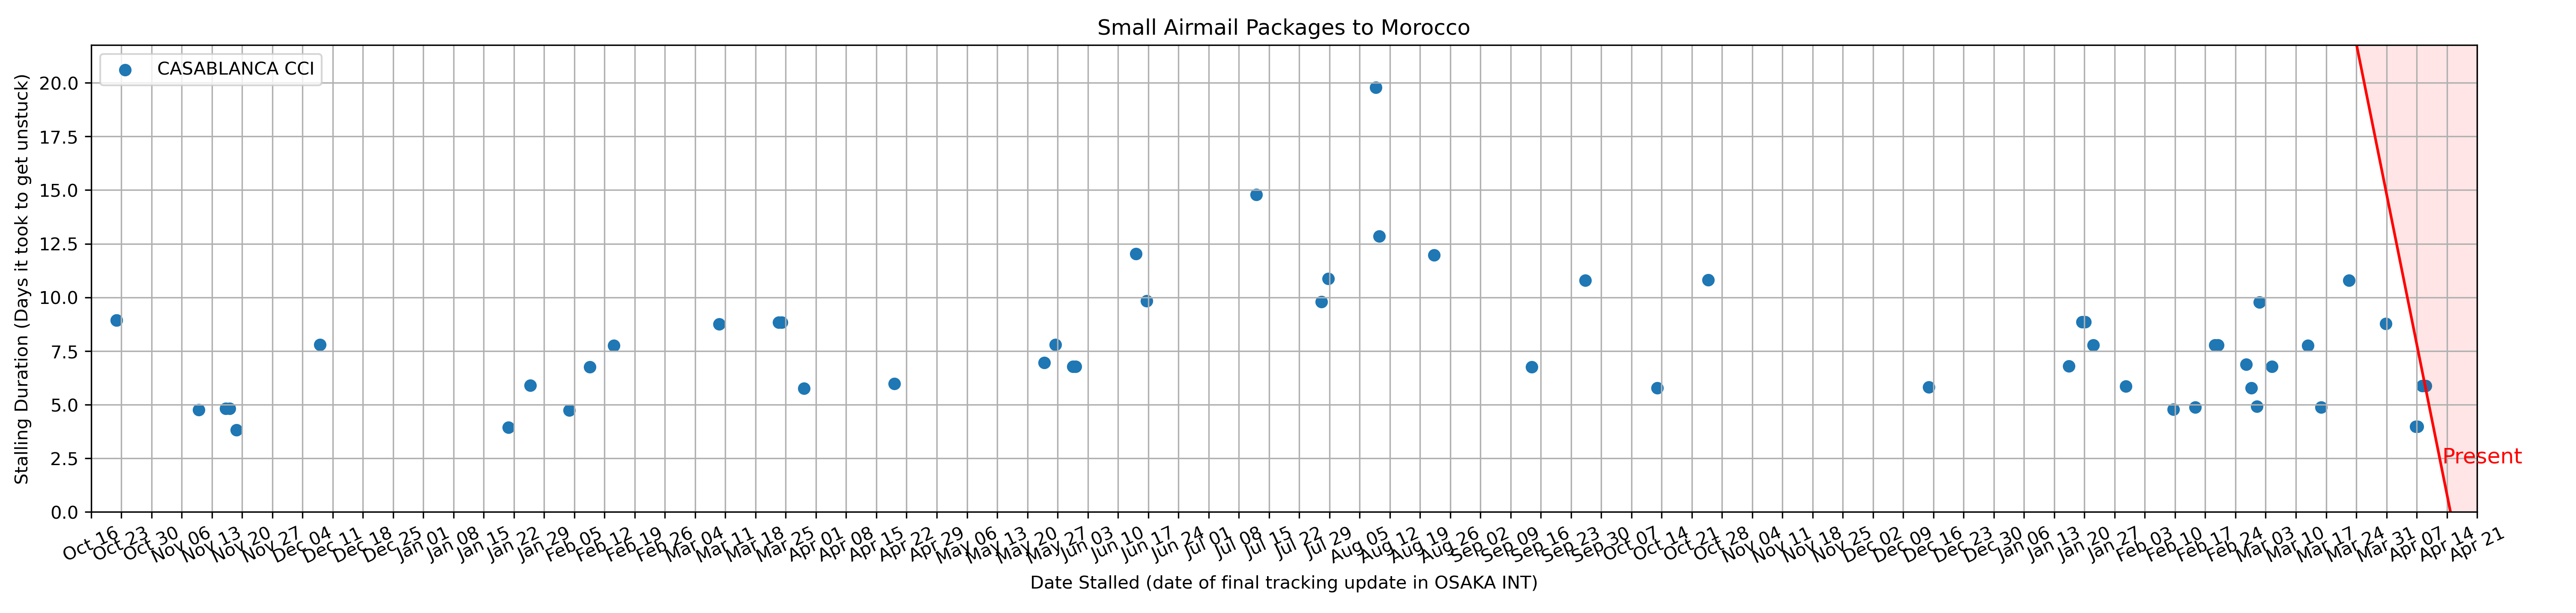 Small Airmail Packages to Morocco
CASABLANCA CCI
Stalling Duration (Days it took to get unstuck)
20.0
17.5
15.0
12.5
10.0
7.5
5.0
2.5
0.0
Present
Oct 16
Oct 23
Oct 30
Nov 06
Nov 13
Nov 20
Nov 27
Dec 04
Dec 11
Dec 18
Dec 25
Jan 01
Jan 08
Jan 15
Jan 22
Jan 29
Feb 05
Feb 12
Feb 19
Feb 26
Mar 04
Mar 11
Mar 18
Mar 25
Apr 01
Apr 08
Apr 15
Apr 22
Apr 29
May 06
May 13
May 20
May 27
Jun 03
Jun 10
Jun 17
Jun 24
Jul 01
Jul 08
Jul 15
Jul 22
Jul 29
Aug 05
Aug 12
Aug 19
Aug 26
Sep 02
Sep 09
Sep 16
Sep 23
Sep 30
Oct 07
Oct 14
Oct 21
Oct 28
Nov 04
Nov 11
Nov 18
Nov 25
Dec 02
Dec 09
Dec 16
Dec 23
Dec 30
Jan 06
Jan 13
Jan 20
Jan 27
Feb 03
Feb 10
Feb 17
Feb 24
Mar 03
Mar 10
Mar 17
Mar 24
Mar 31
Apr 07
Apr 14
Apr 21
Date Stalled (date of final tracking update in OSAKA INT)